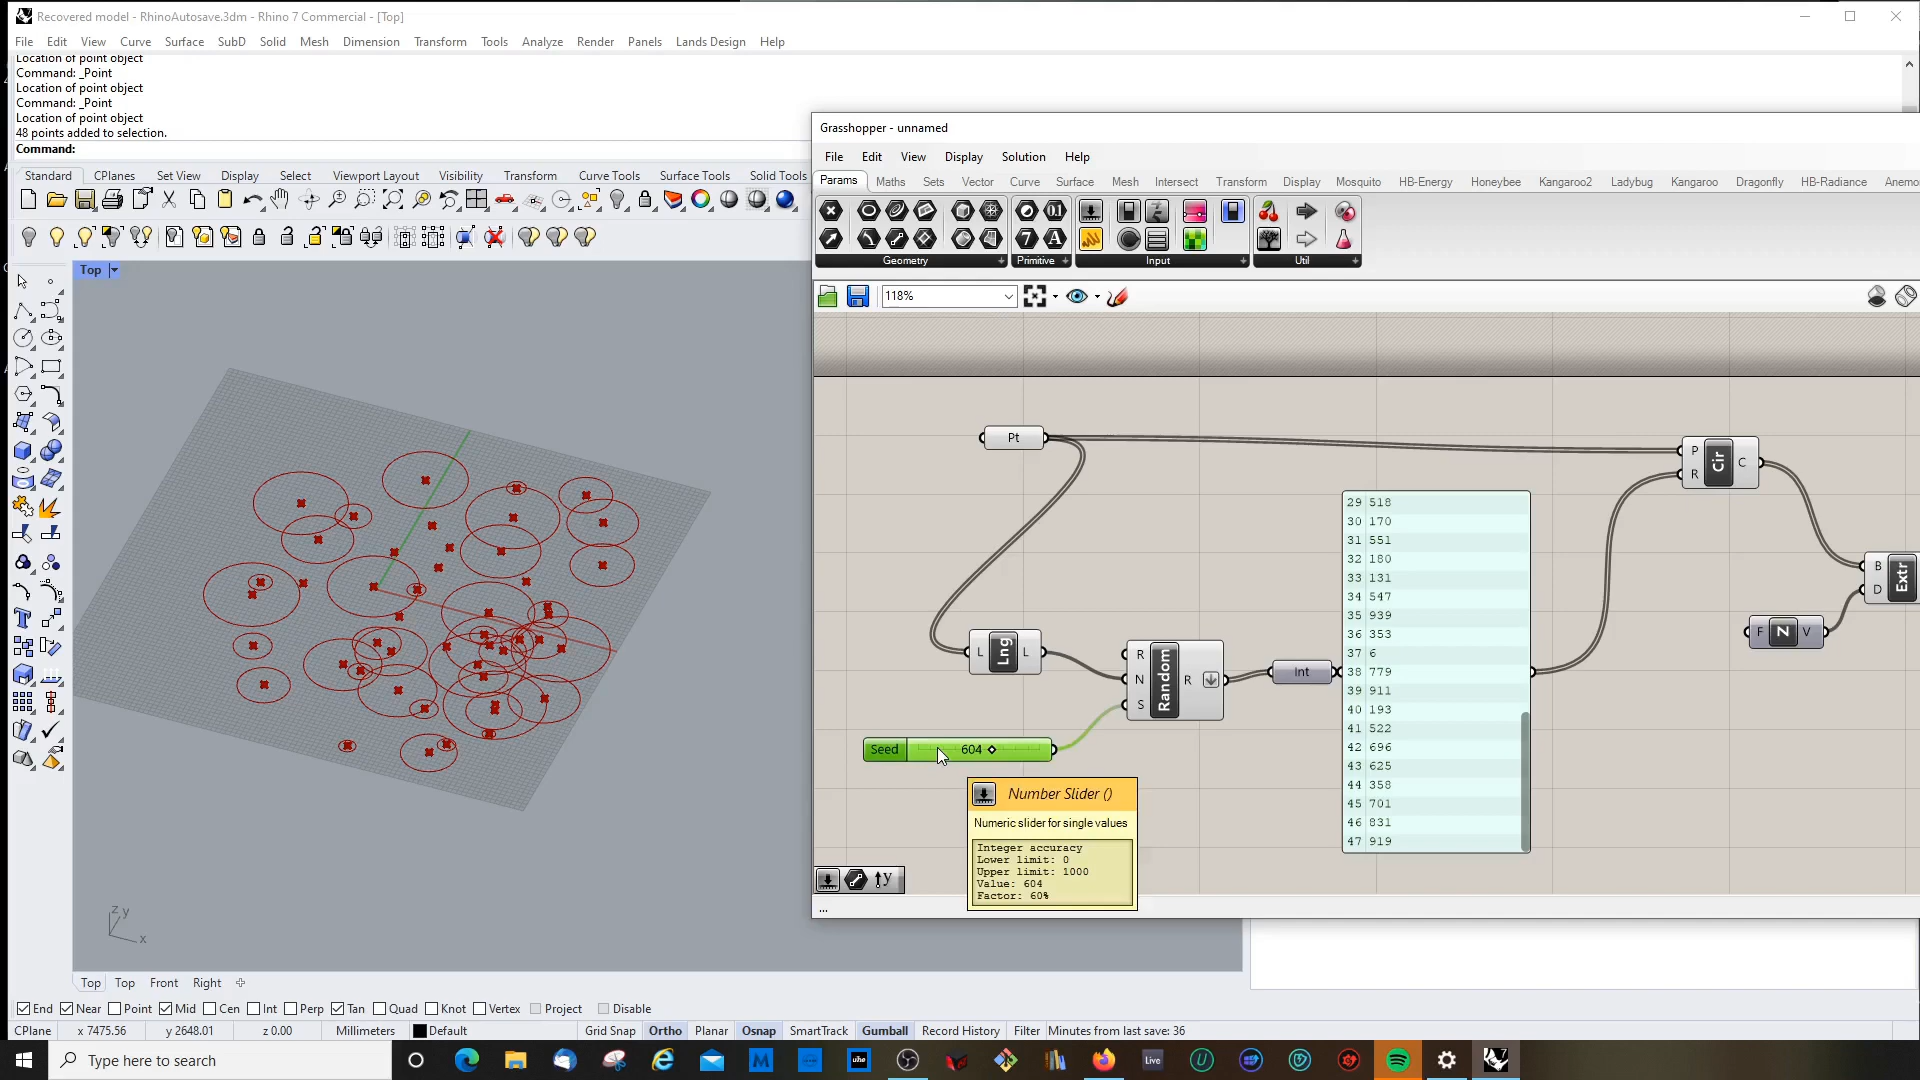 Recovered model - RhinoAutosave.3dm - Rhino 7 Commercial - [Top]
File Edit View Curve Surface SubD Solid Mesh Dimension Transform Tools Analyze Render Panels Lands Design Help
Location of point object
Command: _Point
Location of point object
Command: _Point
Location of point object
48 points added to selection.
Command:
Standard CPlanes Set View Display Select Viewport Layout Visibility Transform Curve Tools Surface Tools Solid Tools
Top
Grasshopper - unnamed
File Edit View Display Solution Help
Params Maths Sets Vector Curve Surface Mesh Intersect Transform Display Mosquito HB-Energy Honeybee Kangaroo2 Ladybug Kangaroo Dragonfly HB-Radiance Anemo
Geometry Primitive Input Util
118%
Pt
P
R
Cir
C
B
D
Extr
F N V
L Lng L
R
N
S
Random
R
Int
Seed 604
29 518
30 170
31 551
32 180
33 131
34 547
35 939
36 353
37 6
38 779
39 911
40 193
41 522
42 696
43 625
44 358
45 701
46 831
47 919
Number Slider ()
Numeric slider for single values
Integer accuracy
Lower limit: 0
Upper limit: 1000
Value: 604
Factor: 60%
...
z y
x
Top Top Front Right
End Near Point Mid Cen Int Perp Tan Quad Knot Vertex Project Disable
CPlane x 7475.56 y 2648.01 z 0.00 Millimeters Default Grid Snap Ortho Planar Osnap SmartTrack Gumball Record History Filter Minutes from last save: 36
Type here to search
uhe
Live